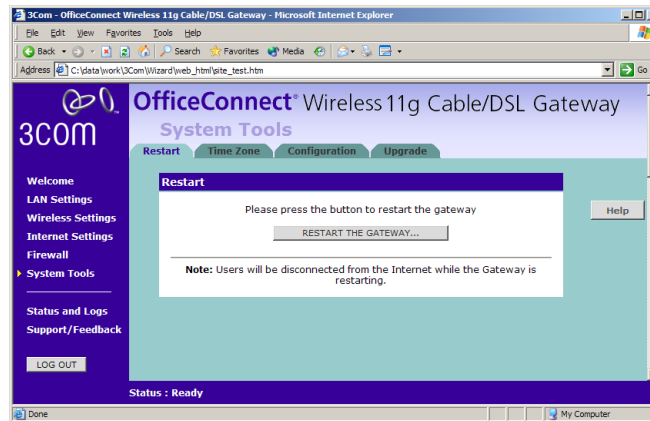 3Com - OfficeConnect Wireless 11g Cable/DSL Gateway - Microsoft Internet Explorer
File Edit View Favorites Tools Help
Back Search Favorites Media
Address C:\data\work\3Com\Wizard\web_html\site_test.htm Go
3com
OfficeConnect® Wireless 11g Cable/DSL Gateway
System Tools
Restart Time Zone Configuration Upgrade
Welcome
LAN Settings
Wireless Settings
Internet Settings
Firewall
System Tools
Status and Logs
Support/Feedback
LOG OUT
Restart
Please press the button to restart the gateway
RESTART THE GATEWAY...
Note: Users will be disconnected from the Internet while the Gateway is
restarting.
Help
Status : Ready
Done My Computer